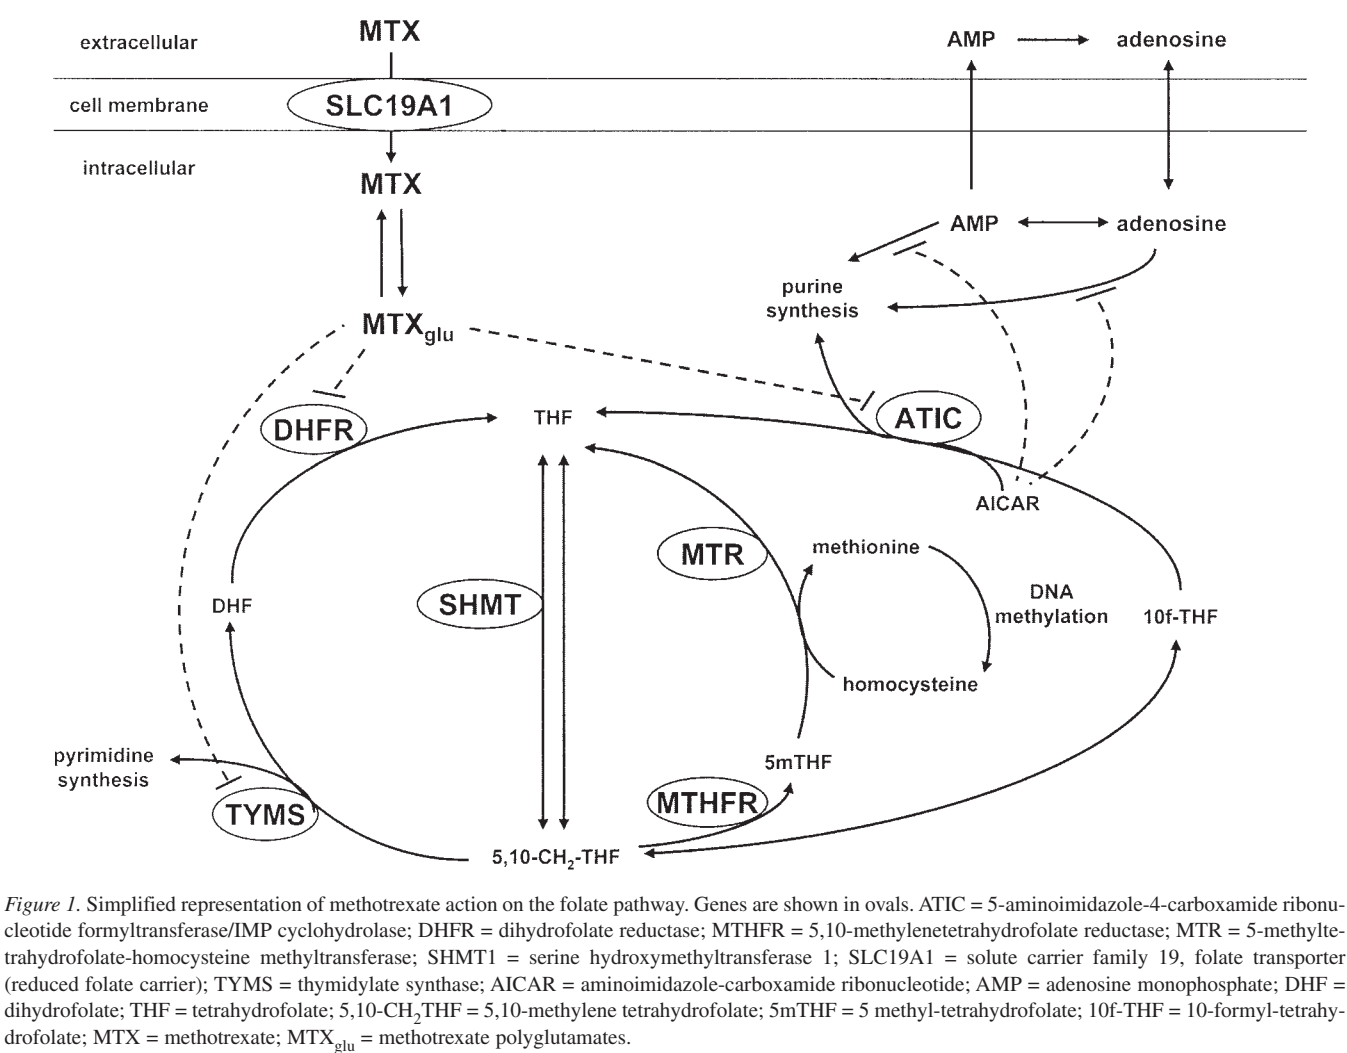 MTX
extracellular
AMP
adenosine
cell membrane
SLC19A1
intracellular
MTX
AMP
adenosine
purine
synthesis
MTXglu
DHFR
THF
ATIC
AICAR
MTR
methionine
SHMT
DHF
DNA
methylation
10f-THF
homocysteine
pyrimidine
synthesis
5mTHF
TYMS
MTHFR
5,10-CH2-THF
Figure 1. Simplified representation of methotrexate action on the folate pathway. Genes are shown in ovals. ATIC = 5-aminoimidazole-4-carboxamide ribonu-
cleotide formyltransferase/IMP cyclohydrolase; DHFR = dihydrofolate reductase; MTHFR = 5,10-methylenetetrahydrofolate reductase; MTR = 5-methylte-
trahydrofolate-homocysteine methyltransferase; SHMT1 = serine hydroxymethyltransferase 1; SLC19A1 = solute carrier family 19, folate transporter
(reduced folate carrier); TYMS = thymidylate synthase; AICAR = aminoimidazole-carboxamide ribonucleotide; AMP = adenosine monophosphate; DHF =
dihydrofolate; THF = tetrahydrofolate; 5,10-CH2THF = 5,10-methylene tetrahydrofolate; 5mTHF = 5 methyl-tetrahydrofolate; 10f-THF = 10-formyl-tetrahy-
drofolate; MTX = methotrexate; MTXglu = methotrexate polyglutamates.